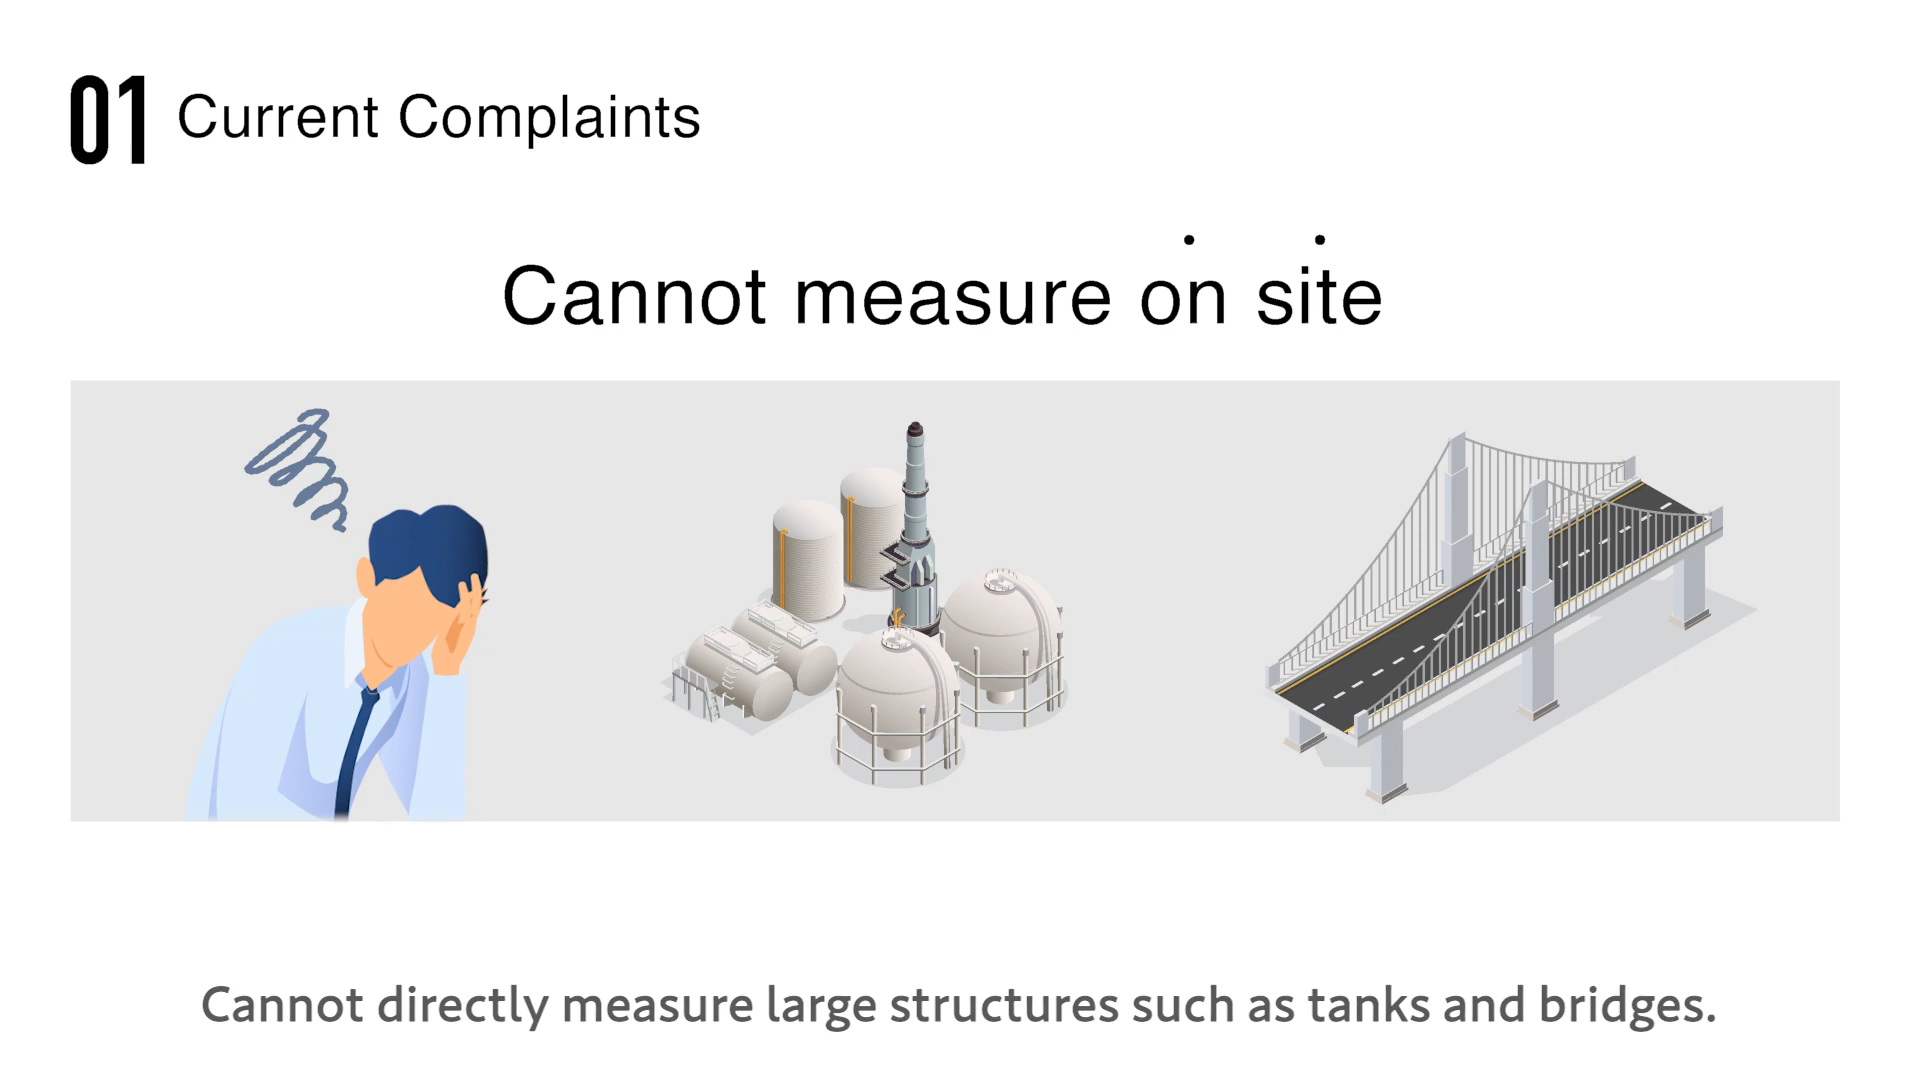 01 Current Complaints
Cannot measure on site
Cannot directly measure large structures such as tanks and bridges.